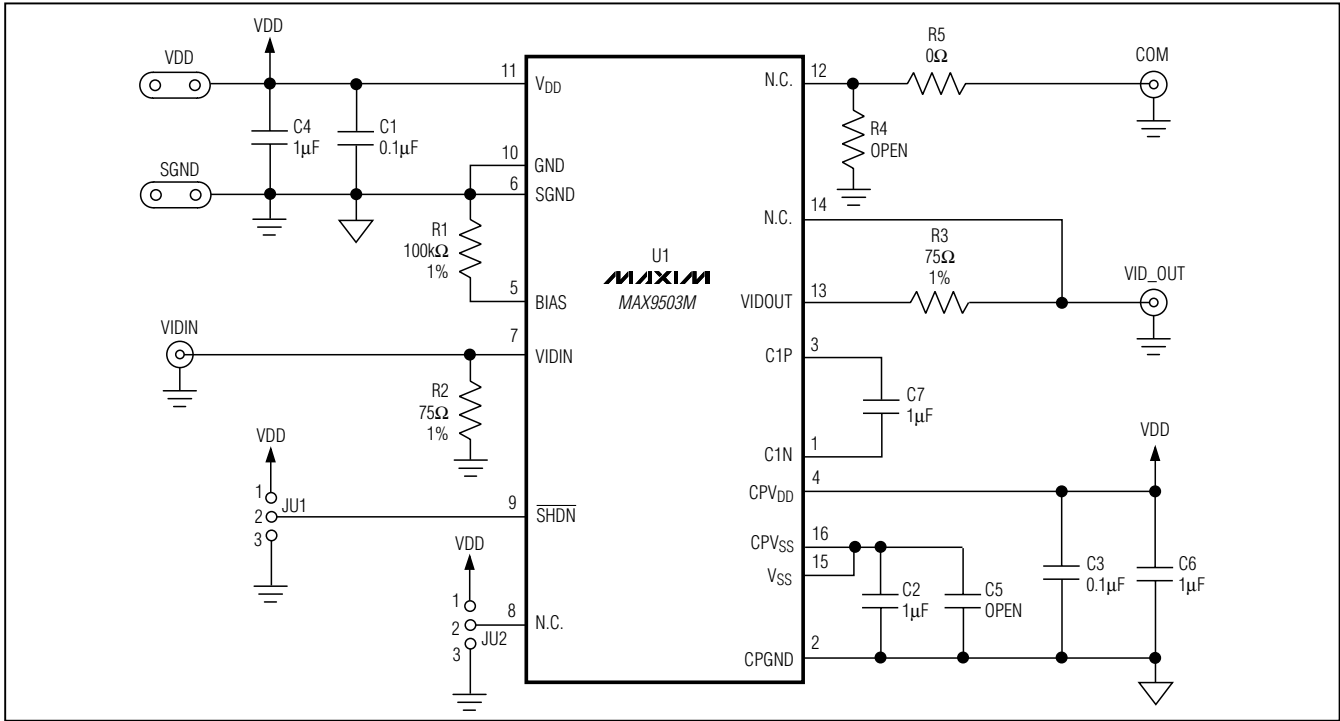 VDD
VDD
C4
1μF
C1
0.1μF
SGND
R1
100kΩ
1%
VIDIN
R2
75Ω
1%
VDD
1
2
3
JU1
VDD
1
2
3
JU2
11
VDD
10
GND
6
SGND
5
BIAS
7
VIDIN
9
SHDN
8
N.C.
U1
MAXIM
MAX9503M
N.C.
12
R5
0Ω
COM
R4
OPEN
N.C.
14
R3
75Ω
1%
VIDOUT
13
VID_OUT
C1P
3
C7
1μF
C1N
1
CPVDD
4
VDD
CPVSS
16
VSS
15
C2
1μF
C5
OPEN
C3
0.1μF
C6
1μF
CPGND
2